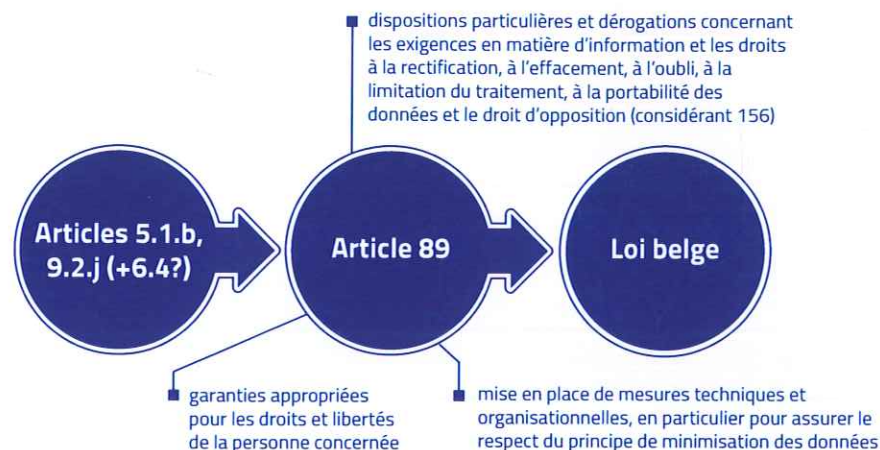 dispositions particulières et dérogations concernant
les exigences en matière d'information et les droits
à la rectification, à l'effacement, à l'oubli, à la
limitation du traitement, à la portabilité des
données et le droit d'opposition (considérant 156)
Articles 5.1.b,
9.2.j (+6.4?)
Article 89
Loi belge
garanties appropriées
pour les droits et libertés
de la personne concernée
mise en place de mesures techniques et
organisationnelles, en particulier pour assurer le
respect du principe de minimisation des données